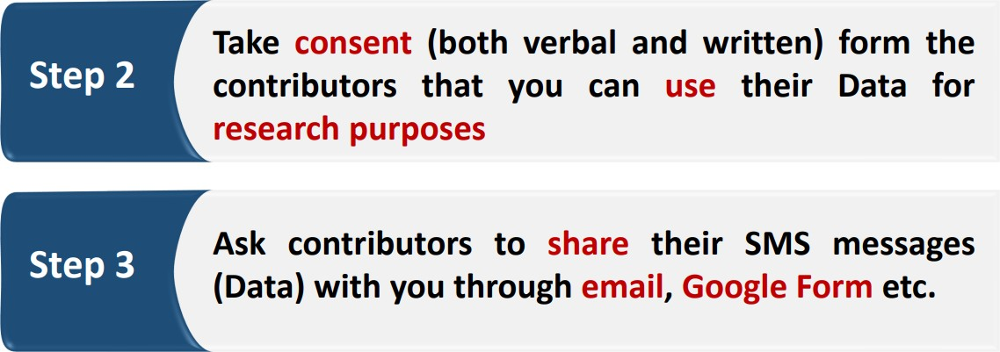 Step 2
Take consent (both verbal and written) form the
contributors that you can use their Data for
research purposes
Step 3
Ask contributors to share their SMS messages
(Data) with you through email, Google Form etc.